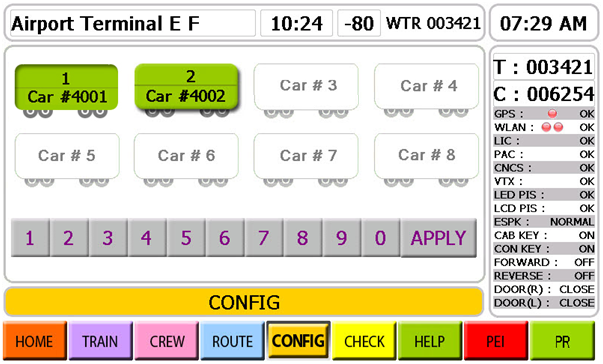 Airport Terminal E F 10:24 -80 WTR 003421 07:29 AM
1
Car #4001
2
Car #4002
Car # 3
Car # 4
Car # 5
Car # 6
Car # 7
Car # 8
1 2 3 4 5 6 7 8 9 0 APPLY
CONFIG
T : 003421
C : 006254
GPS : OK
WLAN : OK
LIC : OK
PAC : OK
CNCS : OK
VTX : OK
LED PIS : OK
LCD PIS : OK
ESPK : NORMAL
CAB KEY : ON
CON KEY : ON
FORWARD : OFF
REVERSE : OFF
DOOR(R) : CLOSE
DOOR(L) : CLOSE
HOME TRAIN CREW ROUTE CONFIG CHECK HELP PEI PR